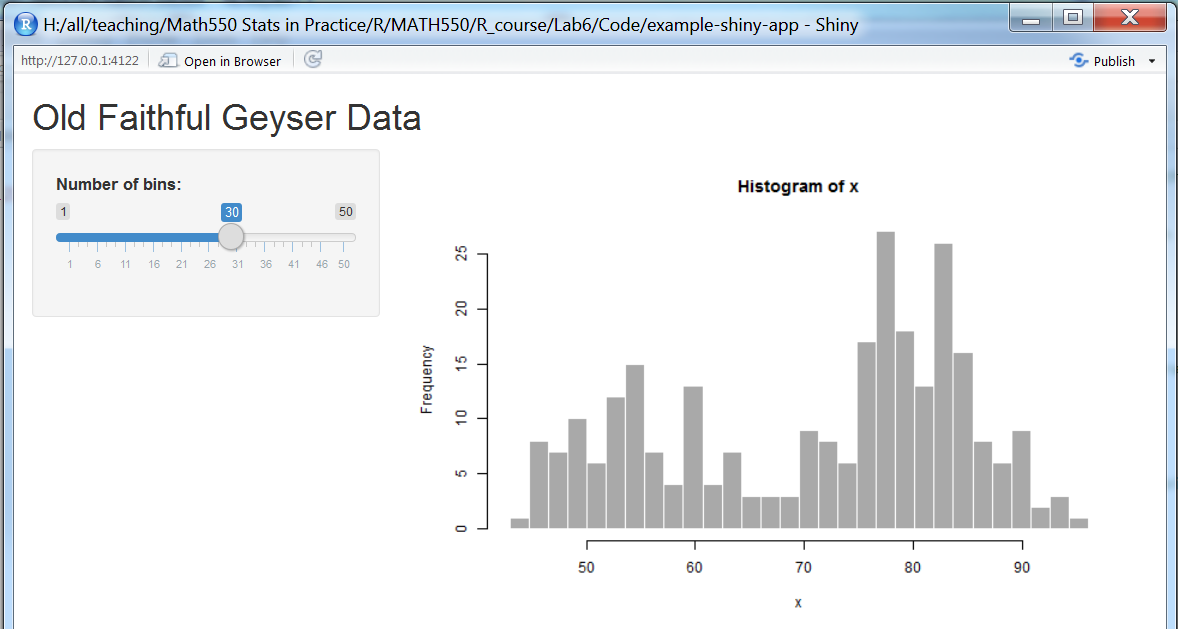 R H:/all/teaching/Math550 Stats in Practice/R/MATH550/R_course/Lab6/Code/example-shiny-app - Shiny
http://127.0.0.1:4122 Open in Browser Publish
Old Faithful Geyser Data
Number of bins:
1 30 50
1 6 11 16 21 26 31 36 41 46 50
Histogram of x
Frequency
25
20
15
10
5
0
50 60 70 80 90
x